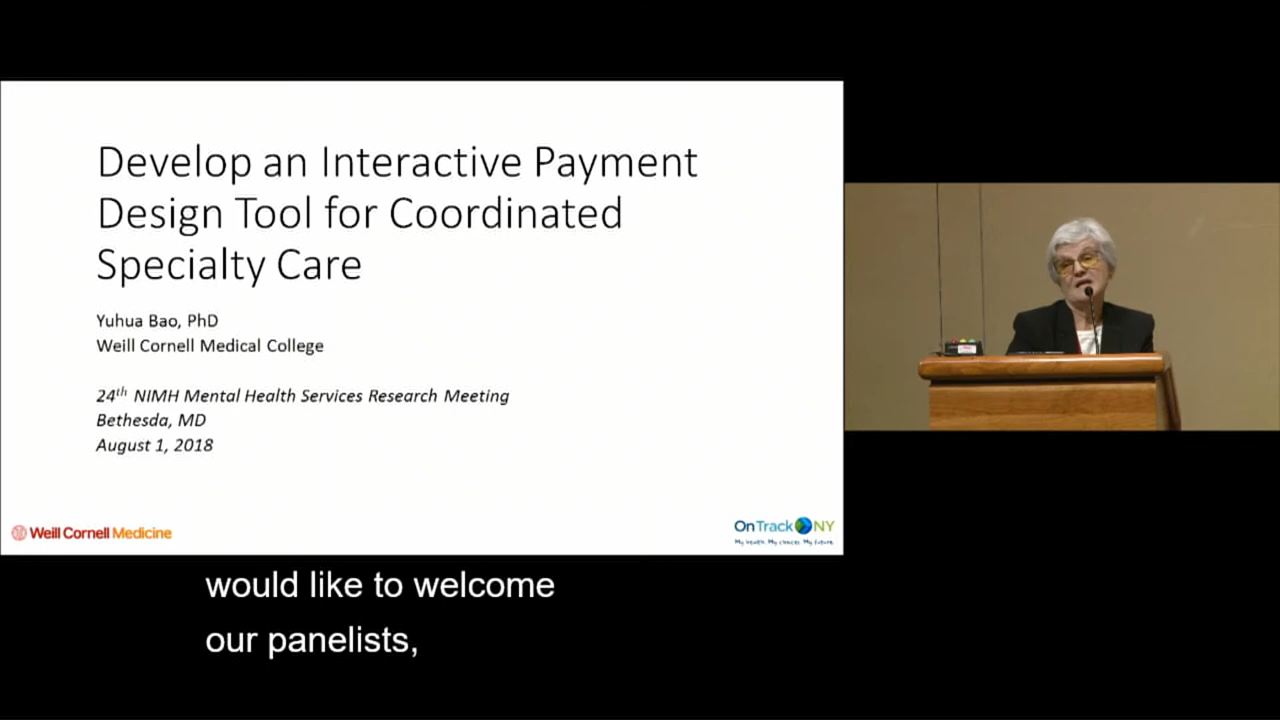 Develop an Interactive Payment
Design Tool for Coordinated
Specialty Care
Yuhua Bao, PhD
Weill Cornell Medical College
24th NIMH Mental Health Services Research Meeting
Bethesda, MD
August 1, 2018
Weill Cornell Medicine
OnTrack NY
My health. My choices. My future.
would like to welcome
our panelists,